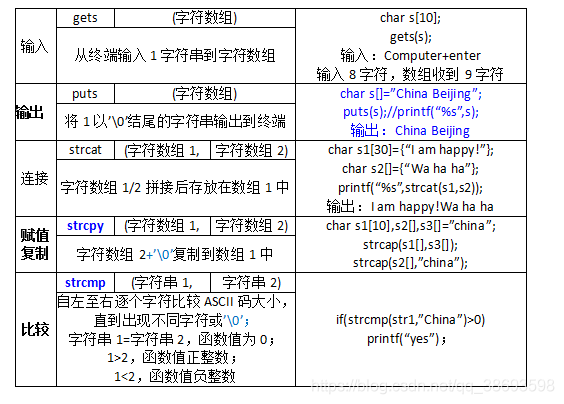 输入
gets
(字符数组)
从终端输入1字符串到字符数组
char s[10];
gets(s);
输入：Computer+enter
输入8字符，数组收到 9字符
输出
puts
(字符数组)
将1以'\0'结尾的字符串输出到终端
char s[]=”China Beijing”;
puts(s);//printf(“%s”,s);
输出：China Beijing
连接
strcat
(字符数组1,
字符数组2)
字符数组1/2拼接后存放在数组1中
char s1[30]={“I am happy!”};
char s2[]={“Wa ha ha”};
printf(“%s”,strcat(s1,s2));
输出：I am happy!Wa ha ha
赋值
复制
strcpy
(字符数组1,
字符数组2)
字符数组2+'\0'复制到数组1中
char s1[10],s2[],s3[]=”china”;
strcap(s1[],s3[]);
strcap(s2[],”china”);
比较
strcmp
(字符串1,
字符串2)
自左至右逐个字符比较ASCII码大小，
直到出现不同字符或'\0'；
字符串1=字符串2，函数值为0；
1>2，函数值正整数；
1<2，函数值负整数
if(strcmp(str1,”China”)>0)
printf(“yes”)；
https://blog.csdn.net/qq_38693598